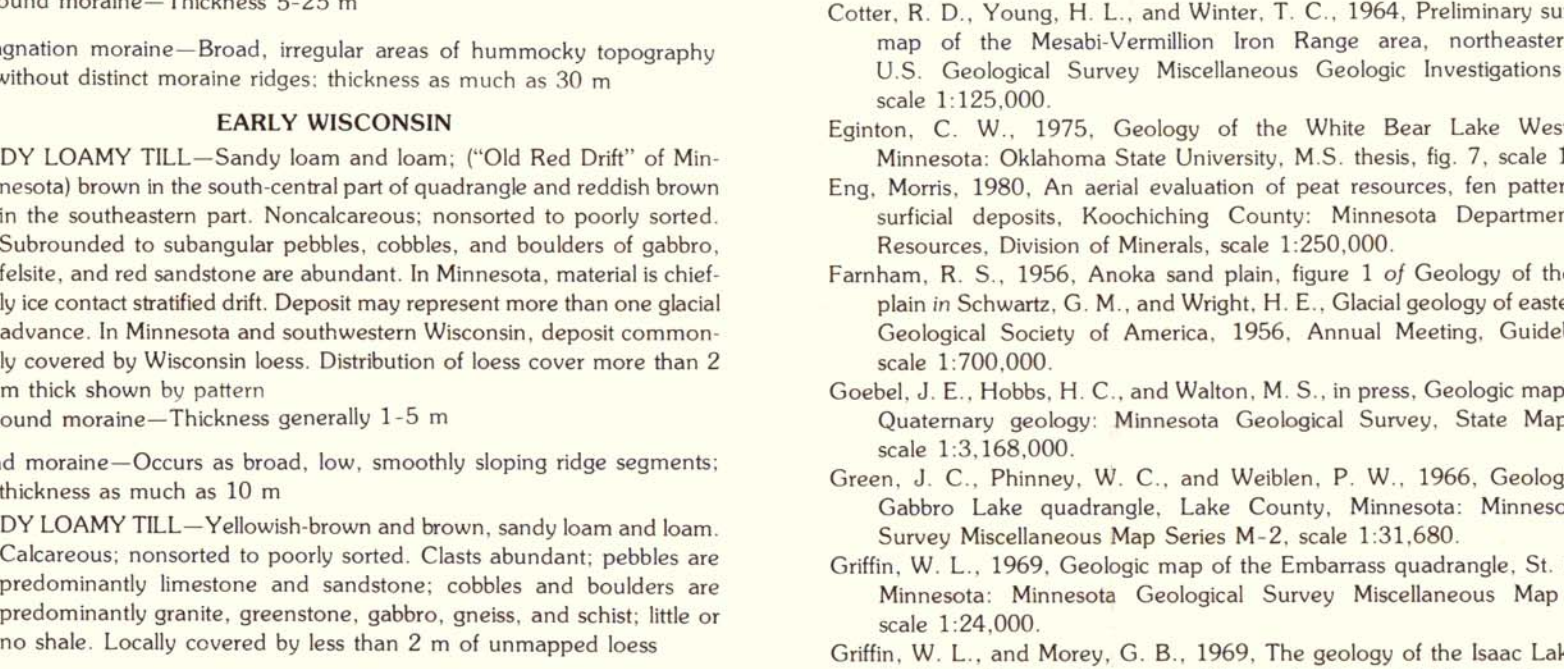 moraine—Thickness 5-25 m
moraine—Broad, irregular areas of hummocky topography
without distinct moraine ridges; thickness as much as 30 m
EARLY WISCONSIN
LOAMY TILL—Sandy loam and loam; (“Old Red Drift” of Min-
nesota) brown in the south-central part of quadrangle and reddish brown
in the southeastern part. Noncalcareous; nonsorted to poorly sorted.
Subrounded to subangular pebbles, cobbles, and boulders of gabbro,
felsite, and red sandstone are abundant. In Minnesota, material is chief-
ly ice contact stratified drift. Deposit may represent more than one glacial
advance. In Minnesota and southwestern Wisconsin, deposit common-
ly covered by Wisconsin loess. Distribution of loess cover more than 2
m thick shown by pattern
moraine—Thickness generally 1-5 m
moraine—Occurs as broad, low, smoothly sloping ridge segments;
thickness as much as 10 m
LOAMY TILL—Yellowish-brown and brown, sandy loam and loam.
Calcareous; nonsorted to poorly sorted. Clasts abundant; pebbles are
predominantly limestone and sandstone; cobbles and boulders are
predominantly granite, greenstone, gabbro, gneiss, and schist; little or
no shale. Locally covered by less than 2 m of unmapped loess
Cotter, R. D., Young, H. L., and Winter, T. C., 1964, Preliminary
map of the Mesabi-Vermillion Iron Range area,
U.S. Geological Survey Miscellaneous Geologic Investigations
scale 1:125,000.
Eginton, C. W., 1975, Geology of the White Bear Lake
Minnesota: Oklahoma State University, M.S. thesis, fig. 7, scale
Eng, Morris, 1980, An aerial evaluation of peat resources, fen
surficial deposits, Koochiching County: Minnesota
Resources, Division of Minerals, scale 1:250,000.
Farnham, R. S., 1956, Anoka sand plain, figure 1 of Geology of
plain in Schwartz, G. M., and Wright, H. E., Glacial geology of
Geological Society of America, 1956, Annual Meeting,
scale 1:700,000.
Goebel, J. E., Hobbs, H. C., and Walton, M. S., in press, Geologic map
Quaternary geology: Minnesota Geological Survey, State Map
scale 1:3,168,000.
Green, J. C., Phinney, W. C., and Weiblen, P. W., 1966,
Gabbro Lake quadrangle, Lake County, Minnesota:
Survey Miscellaneous Map Series M-2, scale 1:31,680.
Griffin, W. L., 1969, Geologic map of the Embarrass quadrangle, St.
Minnesota: Minnesota Geological Survey Miscellaneous Map
scale 1:24,000.
Griffin, W. L., and Morey, G. B., 1969, The geology of the Isaac